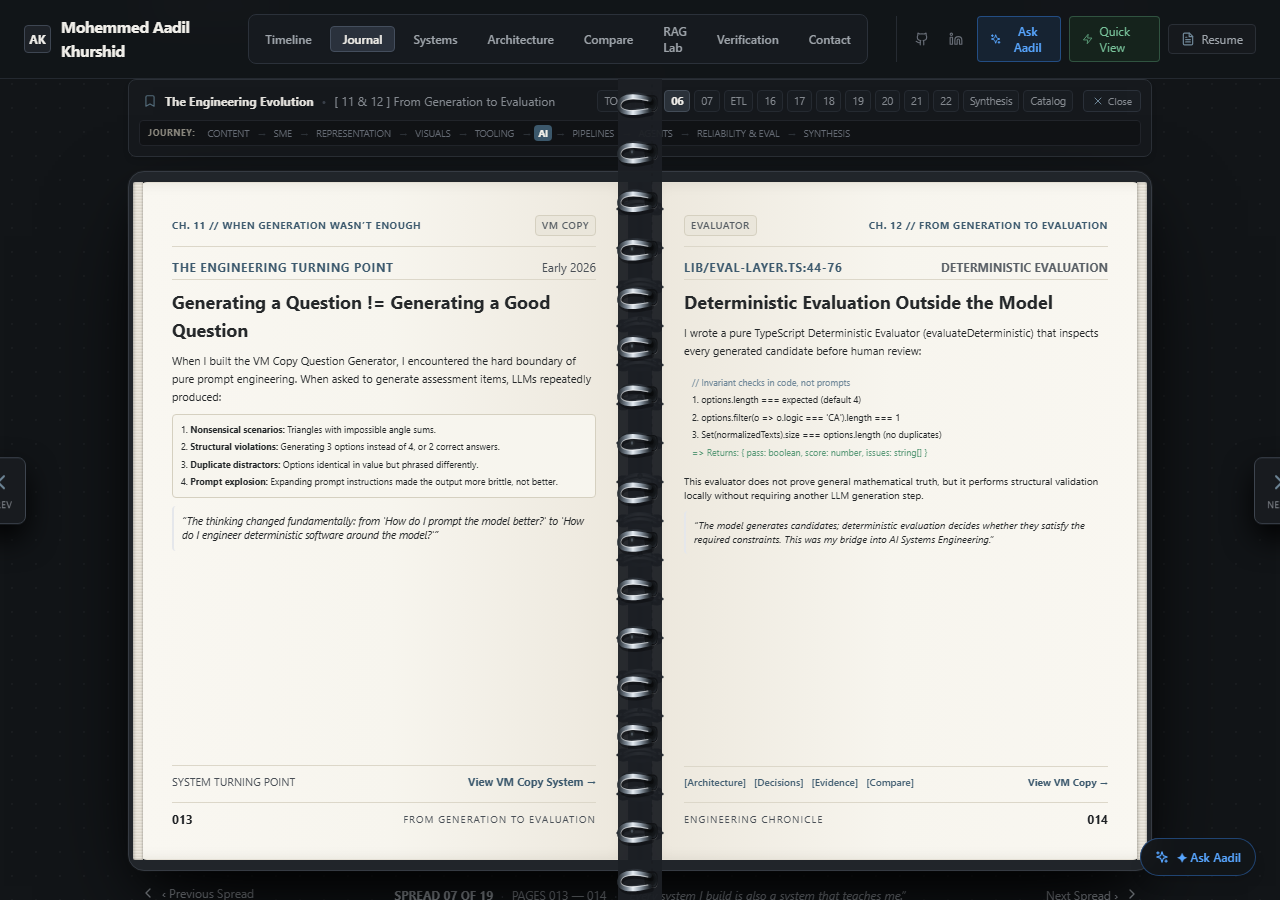 AK
Mohemmed Aadil
Khurshid
Timeline
Journal
Systems
Architecture
Compare
RAG
Lab
Verification
Contact
Ask
Aadil
Quick
View
Resume
The Engineering Evolution · [ 11 & 12 ] From Generation to Evaluation
06 07 ETL 16 17 18 19 20 21 22 Synthesis Catalog × Close
JOURNEY: CONTENT → SME → REPRESENTATION → VISUALS → TOOLING → AI → PIPELINES → RELIABILITY & EVAL → SYNTHESIS
CH. 11 // WHEN GENERATION WASN'T ENOUGH
VM COPY
THE ENGINEERING TURNING POINT
Early 2026
Generating a Question != Generating a Good
Question
When I built the VM Copy Question Generator, I encountered the hard boundary of
pure prompt engineering. When asked to generate assessment items, LLMs repeatedly
produced:
1. Nonsensical scenarios: Triangles with impossible angle sums.
2. Structural violations: Generating 3 options instead of 4, or 2 correct answers.
3. Duplicate distractors: Options identical in value but phrased differently.
4. Prompt explosion: Expanding prompt instructions made the output more brittle, not better.
"The thinking changed fundamentally: from 'How do I prompt the model better?' to 'How
do I engineer deterministic software around the model?'"
SYSTEM TURNING POINT
View VM Copy System →
013
FROM GENERATION TO EVALUATION
EVALUATOR
CH. 12 // FROM GENERATION TO EVALUATION
LIB/EVAL-LAYER.TS:44-76
DETERMINISTIC EVALUATION
Deterministic Evaluation Outside the Model
I wrote a pure TypeScript Deterministic Evaluator (evaluateDeterministic) that inspects
every generated candidate before human review:
// Invariant checks in code, not prompts
1. options.length === expected (default 4)
2. options.filter(o => o.logic === 'CA').length === 1
3. Set(normalizedTexts).size === options.length (no duplicates)
=> Returns: { pass: boolean, score: number, issues: string[] }
This evaluator does not prove general mathematical truth, but it performs structural validation
locally without requiring another LLM generation step.
"The model generates candidates; deterministic evaluation decides whether they satisfy the
required constraints. This was my bridge into AI Systems Engineering."
[Architecture] [Decisions] [Evidence] [Compare]
View VM Copy →
ENGINEERING CHRONICLE
014
✦ Ask Aadil
‹ Previous Spread
SPREAD 07 OF 19
PAGES 013 — 014
system I build is also a system that teaches me."
Next Spread ›